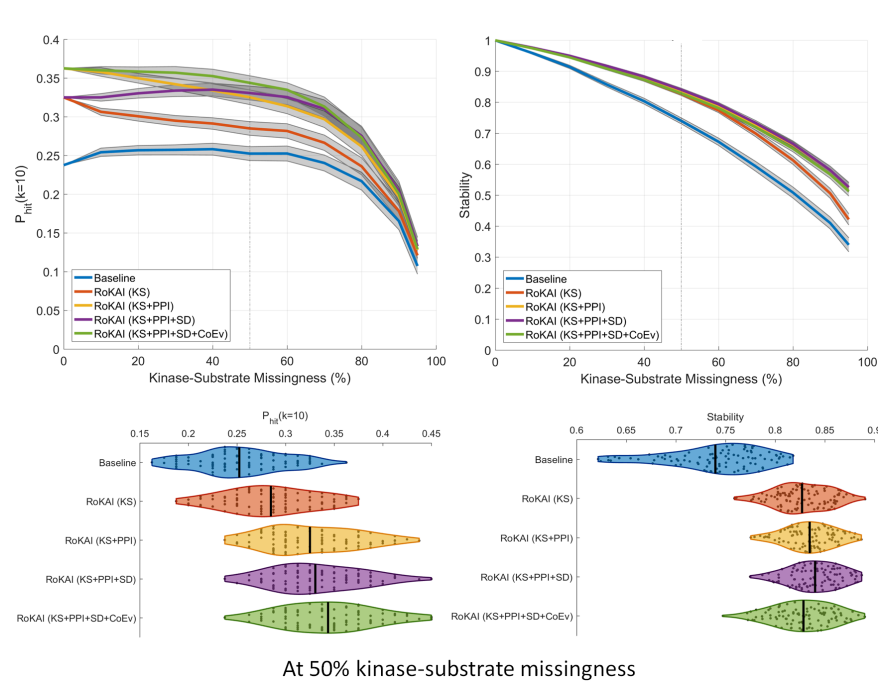 0.4
0.35
0.3
0.25
0.2
0.15
0.1
0.05
0
P_hit(k=10)
Baseline
RoKAI (KS)
RoKAI (KS+PPI)
RoKAI (KS+PPI+SD)
RoKAI (KS+PPI+SD+CoEv)
0 20 40 60 80 100
Kinase-Substrate Missingness (%)
1
0.9
0.8
0.7
0.6
0.5
0.4
0.3
0.2
0.1
0
Stability
Baseline
RoKAI (KS)
RoKAI (KS+PPI)
RoKAI (KS+PPI+SD)
RoKAI (KS+PPI+SD+CoEv)
0 20 40 60 80 100
Kinase-Substrate Missingness (%)
P_hit(k=10)
0.15 0.2 0.25 0.3 0.35 0.4 0.45
Baseline
RoKAI (KS)
RoKAI (KS+PPI)
RoKAI (KS+PPI+SD)
RoKAI (KS+PPI+SD+CoEv)
Stability
0.6 0.65 0.7 0.75 0.8 0.85 0.9
Baseline
RoKAI (KS)
RoKAI (KS+PPI)
RoKAI (KS+PPI+SD)
RoKAI (KS+PPI+SD+CoEv)
At 50% kinase-substrate missingness